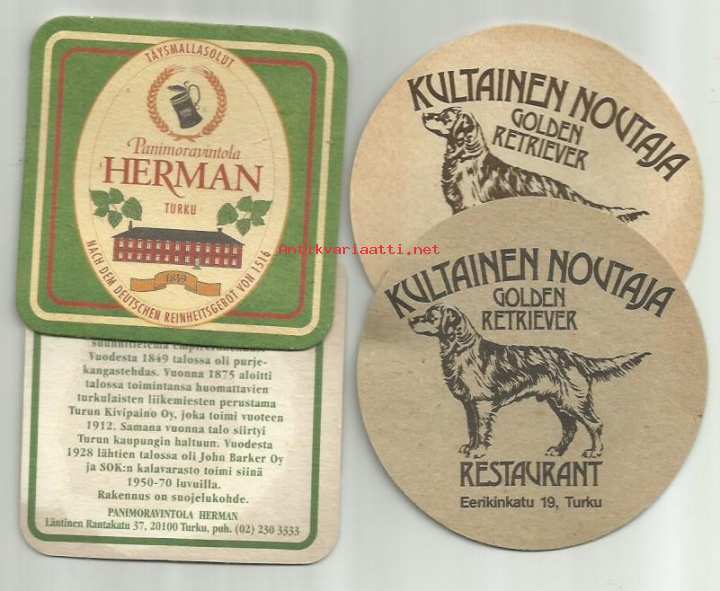 TÄYSMALLASOLUT
Panimoravintola
HERMAN
TURKU
1849
NACH DEM DEUTSCHEN REINHEITSGEBOT VON 1516
Vuodesta 1849 talossa oli purje-
kangastehdas. Vuonna 1875 aloitti
talossa toimintansa huomattavien
turkulaisten liikemiesten perustama
Turun Kivipaino Oy, joka toimi vuoteen
1912. Samana vuonna talo siirtyi
Turun kaupungin haltuun. Vuodesta
1928 lähtien talossa oli John Barker Oy
ja SOK:n kalavarasto toimi siinä
1950-70 luvuilla.
Rakennus on suojelukohde.
PANIMORAVINTOLA HERMAN
Läntinen Rantakatu 37, 20100 Turku, puh. (02) 230 3333
KULTAINEN NOUTAJA
GOLDEN
RETRIEVER
KULTAINEN NOUTAJA
GOLDEN
RETRIEVER
RESTAURANT
Eerikinkatu 19, Turku
Antikvariaatti.net